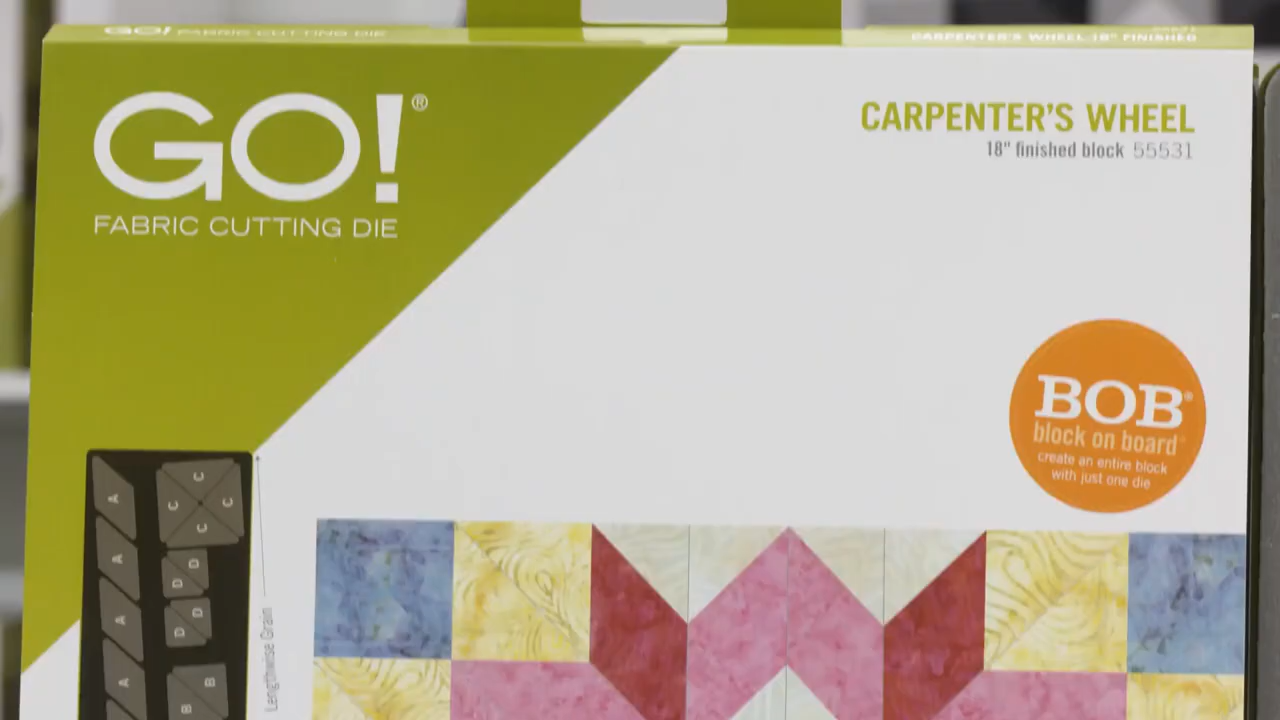 GO! FABRIC CUTTING DIE
CARPENTER'S WHEEL 18" FINISHED
GO!®
FABRIC CUTTING DIE
CARPENTER'S WHEEL
18" finished block 55531
BOB®
block on board
create an entire block
with just one die
A
C
C
C
C
A
D
D
A
D
D
A
B
B
Lengthwise Grain